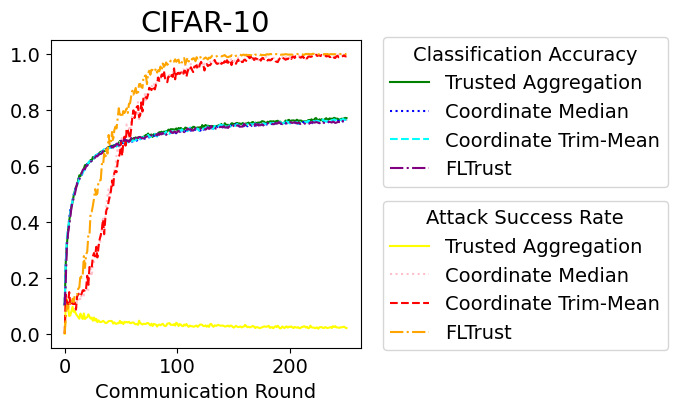 CIFAR-10
1.0
0.8
0.6
0.4
0.2
0.0
0 100 200
Communication Round
Classification Accuracy
Trusted Aggregation
Coordinate Median
Coordinate Trim-Mean
FLTrust
Attack Success Rate
Trusted Aggregation
Coordinate Median
Coordinate Trim-Mean
FLTrust